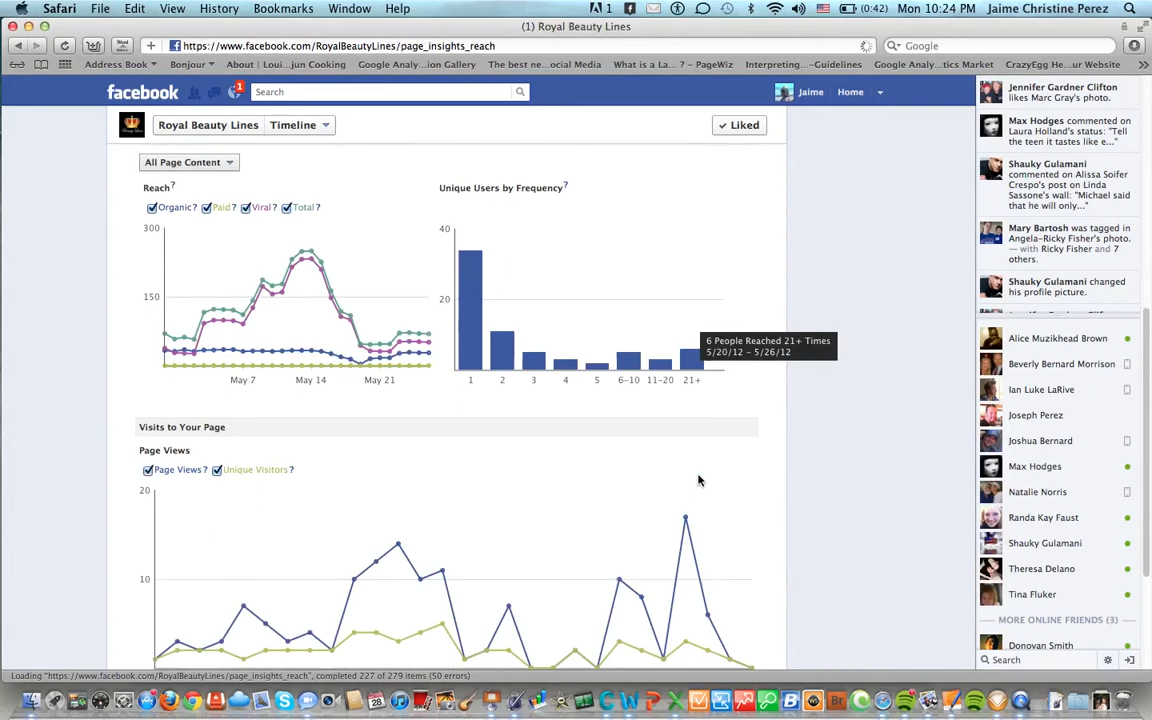 Safari File Edit View History Bookmarks Window Help 1 (0:42) Mon 10:24 PM Jaime Christine Perez
(1) Royal Beauty Lines
https://www.facebook.com/RoyalBeautyLines/page_insights_reach Google
Address Book Bonjour About | Loui...jun Cooking Google Analy...ion Gallery The best ne...ocial Media What is a La... ? - PageWiz Interpreting...-Guidelines Google Analy...tics Market CrazyEgg He...ur Website
facebook 1 Search Jaime Home
Royal Beauty Lines Timeline Liked
All Page Content
Reach? Unique Users by Frequency?
Organic? Paid? Viral? Total?
300
150
May 7 May 14 May 21
40
20
1 2 3 4 5 6-10 11-20 21+
6 People Reached 21+ Times
5/20/12 - 5/26/12
Visits to Your Page
Page Views
Page Views? Unique Visitors?
20
10
Jennifer Gardner Clifton
likes Marc Gray's photo.
Max Hodges commented on
Laura Holland's status: "Tell
the teen it tastes like e..."
Shauky Gulamani
commented on Alissa Soifer
Crespo's post on Linda
Sassone's wall: "Michael said
that he will only..."
Mary Bartosh was tagged in
Angela-Ricky Fisher's photo.
— with Ricky Fisher and 7
others.
Shauky Gulamani changed
his profile picture.
Alice Muzikhead Brown
Beverly Bernard Morrison
Ian Luke LaRive
Joseph Perez
Joshua Bernard
Max Hodges
Natalie Norris
Randa Kay Faust
Shauky Gulamani
Theresa Delano
Tina Fluker
MORE ONLINE FRIENDS (3)
Donovan Smith
Search
Loading "https://www.facebook.com/RoyalBeautyLines/page_insights_reach", completed 227 of 279 items (50 errors)
28